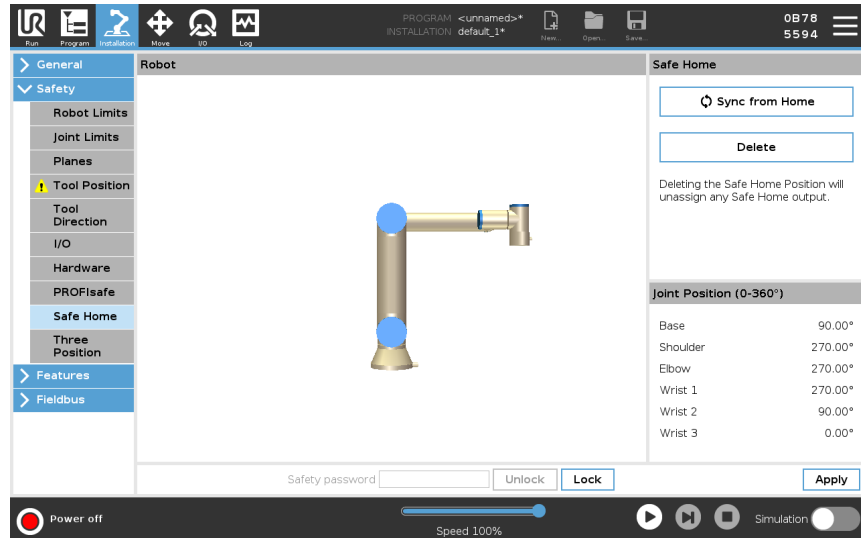 PROGRAM <unnamed>*
INSTALLATION default_1*
Run
Program
Installation
Move
I/O
Log
New...
Open...
Save...
0B78
5594
General
Safety
Robot Limits
Joint Limits
Planes
Tool Position
Tool
Direction
I/O
Hardware
PROFIsafe
Safe Home
Three
Position
Features
Fieldbus
Robot
Safe Home
Sync from Home
Delete
Deleting the Safe Home Position will
unassign any Safe Home output.
Joint Position (0-360°)
Base 90.00°
Shoulder 270.00°
Elbow 270.00°
Wrist 1 270.00°
Wrist 2 90.00°
Wrist 3 0.00°
Safety password Unlock Lock Apply
Power off
Speed 100%
Simulation